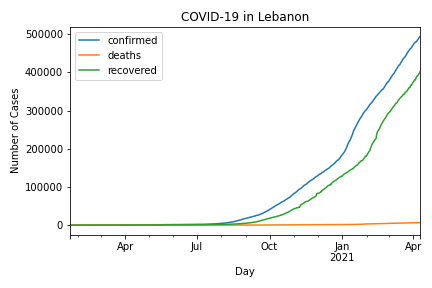 COVID-19 in Lebanon
confirmed
deaths
recovered
Number of Cases
500000
400000
300000
200000
100000
0
Apr
Jul
Oct
Jan
2021
Apr
Day